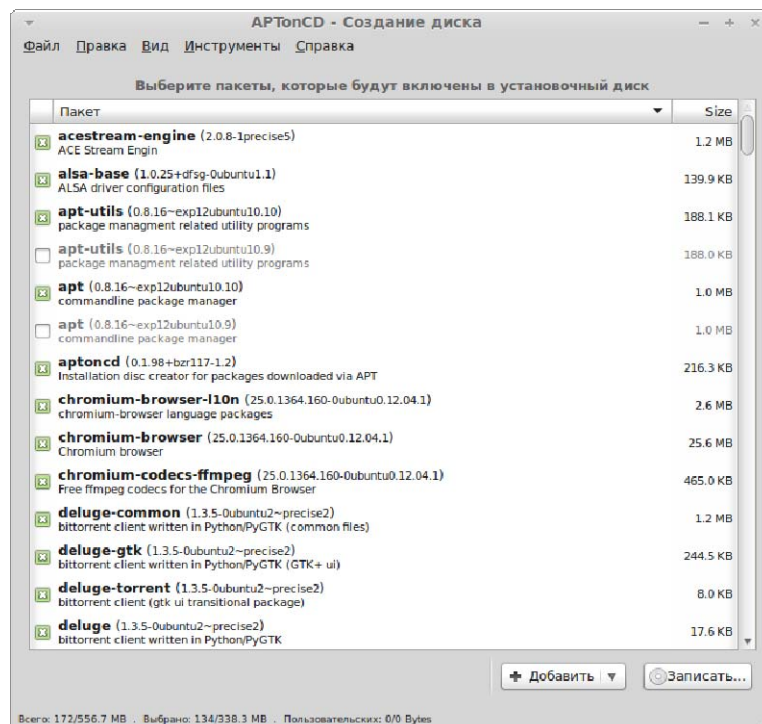 APTonCD - Создание диска
Файл Правка Вид Инструменты Справка
Выберите пакеты, которые будут включены в установочный диск
Пакет Size
acestream-engine (2.0.8-1precise5) 1.2 MB
ACE Stream Engin
alsa-base (1.0.25+dfsg-0ubuntu1.1) 139.9 KB
ALSA driver configuration files
apt-utils (0.8.16~exp12ubuntu10.10) 188.1 KB
package managment related utility programs
apt-utils (0.8.16~exp12ubuntu10.9) 188.0 KB
package managment related utility programs
apt (0.8.16~exp12ubuntu10.10) 1.0 MB
commandline package manager
apt (0.8.16~exp12ubuntu10.9) 1.0 MB
commandline package manager
aptoncd (0.1.98+bzr117-1.2) 216.3 KB
Installation disc creator for packages downloaded via APT
chromium-browser-l10n (25.0.1364.160-0ubuntu0.12.04.1) 2.6 MB
chromium-browser language packages
chromium-browser (25.0.1364.160-0ubuntu0.12.04.1) 25.6 MB
Chromium browser
chromium-codecs-ffmpeg (25.0.1364.160-0ubuntu0.12.04.1) 465.0 KB
Free ffmpeg codecs for the Chromium Browser
deluge-common (1.3.5-0ubuntu2~precise2) 1.2 MB
bittorrent client written in Python/PyGTK (common files)
deluge-gtk (1.3.5-0ubuntu2~precise2) 244.5 KB
bittorrent client written in Python/PyGTK (GTK+ ui)
deluge-torrent (1.3.5-0ubuntu2~precise2) 8.0 KB
bittorrent client (gtk ui transitional package)
deluge (1.3.5-0ubuntu2~precise2) 17.6 KB
bittorrent client written in Python/PyGTK
Добавить Записать...
Всего: 172/556.7 MB . Выбрано: 134/338.3 MB . Пользовательских: 0/0 Bytes